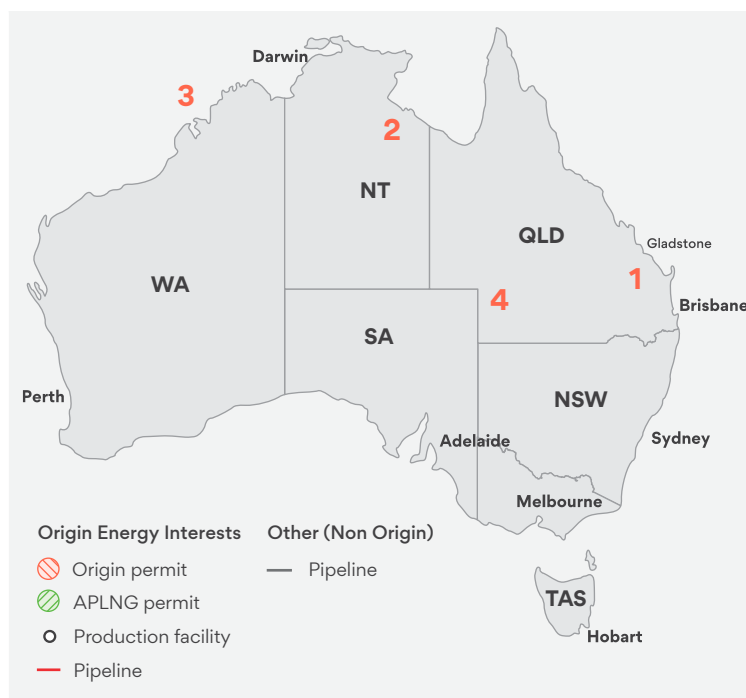 Darwin
3
2
NT
QLD
Gladstone
WA
1
4
Brisbane
SA
Perth
NSW
Adelaide
Sydney
Melbourne
Origin Energy Interests
Origin permit
APLNG permit
Production facility
Pipeline
Other (Non Origin)
Pipeline
TAS
Hobart